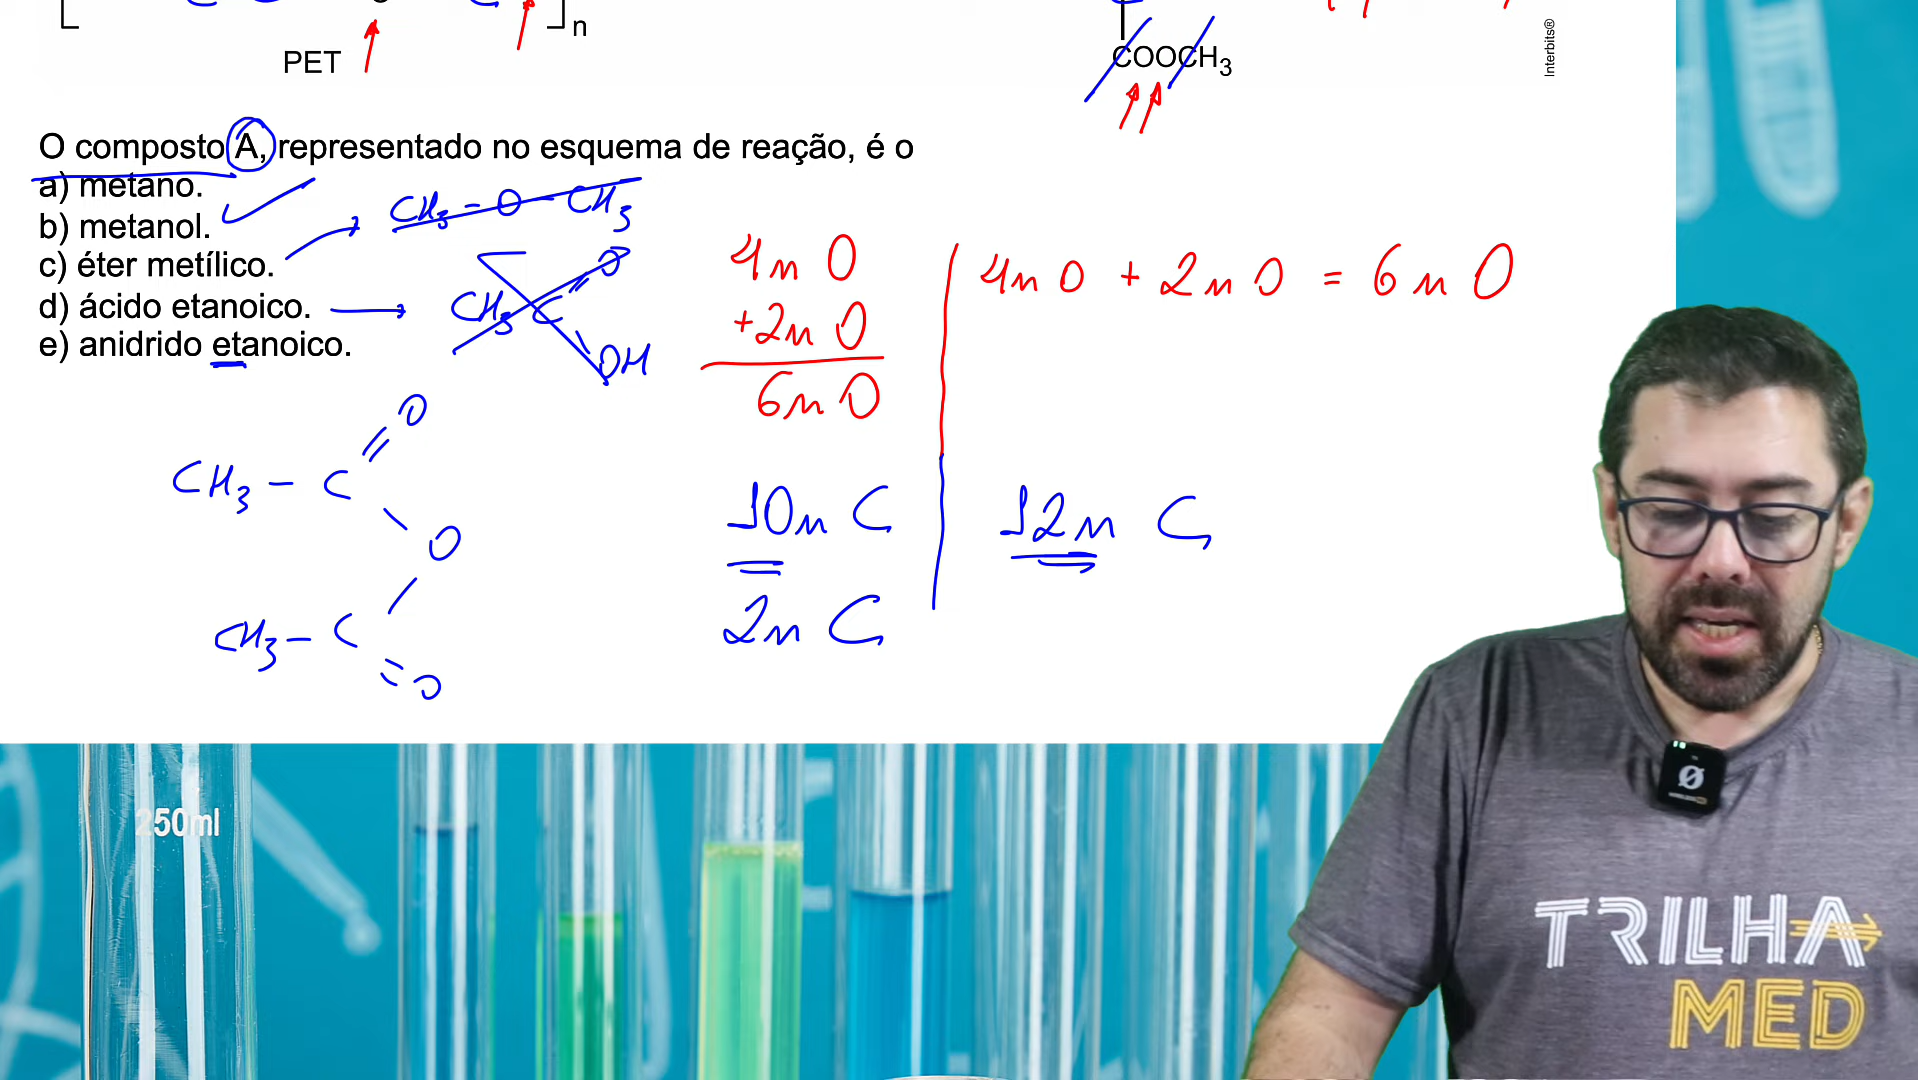 n
PET
COOCH3
Interbits®
O composto A, representado no esquema de reação, é o
a) metano.
b) metanol.
c) éter metílico.
d) ácido etanoico.
e) anidrido etanoico.
CH3 - O - CH3
CH3 C = O
OH
4n O
+2n O
6n O
4n O + 2n O = 6n O
CH3 - C = O
O
CH3 - C = O
10n C
2n C
12n C
250ml
Ø
TRILHA
MED